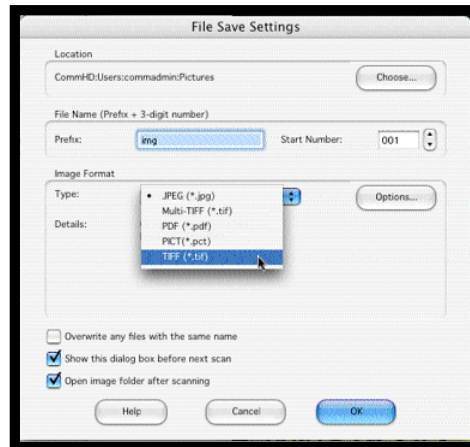 File Save Settings
Location
CommHD:Users:commadmin:Pictures
Choose...
File Name (Prefix + 3-digit number)
Prefix:
img
Start Number:
001
Image Format
Type:
JPEG (*.jpg)
Options...
Multi-TIFF (*.tif)
Details:
PDF (*.pdf)
PICT(*.pct)
TIFF (*.tif)
Overwrite any files with the same name
Show this dialog box before next scan
Open image folder after scanning
Help
Cancel
OK